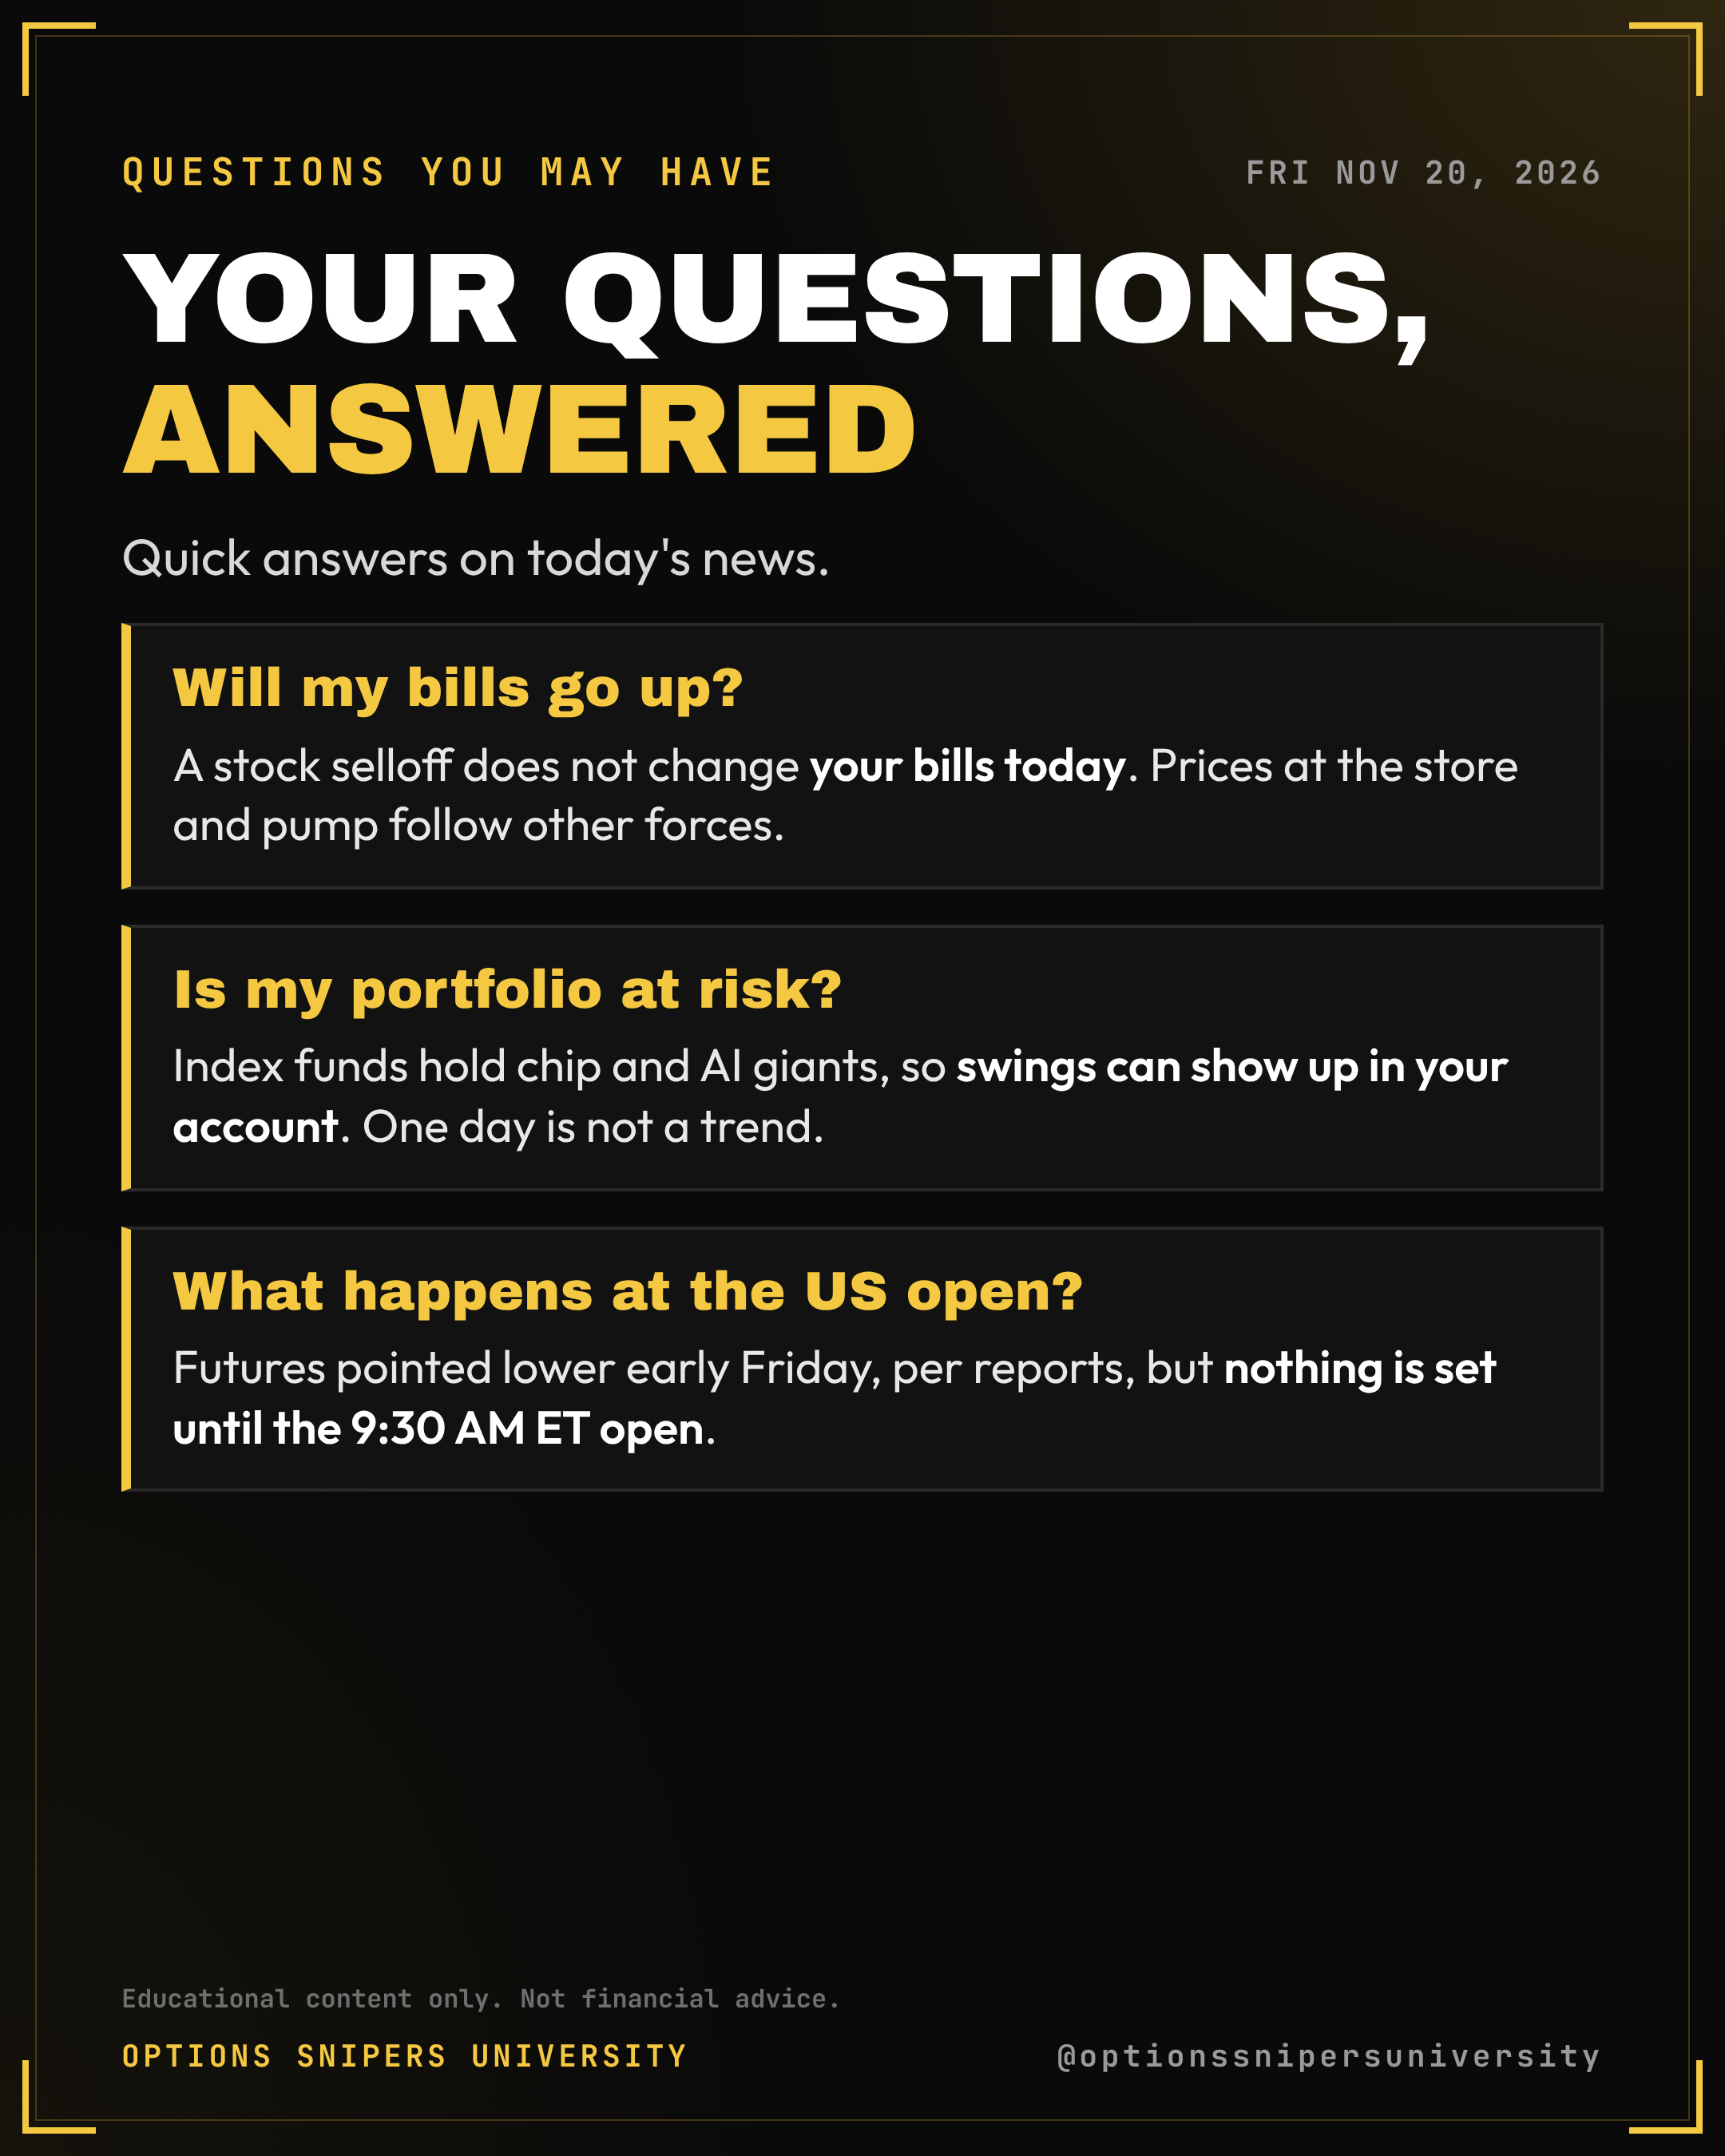 QUESTIONS YOU MAY HAVE
FRI NOV 20, 2026
YOUR QUESTIONS,
ANSWERED
Quick answers on today's news.
Will my bills go up?
A stock selloff does not change your bills today. Prices at the store
and pump follow other forces.
Is my portfolio at risk?
Index funds hold chip and AI giants, so swings can show up in your
account. One day is not a trend.
What happens at the US open?
Futures pointed lower early Friday, per reports, but nothing is set
until the 9:30 AM ET open.
Educational content only. Not financial advice.
OPTIONS SNIPERS UNIVERSITY
@optionssnipersuniversity